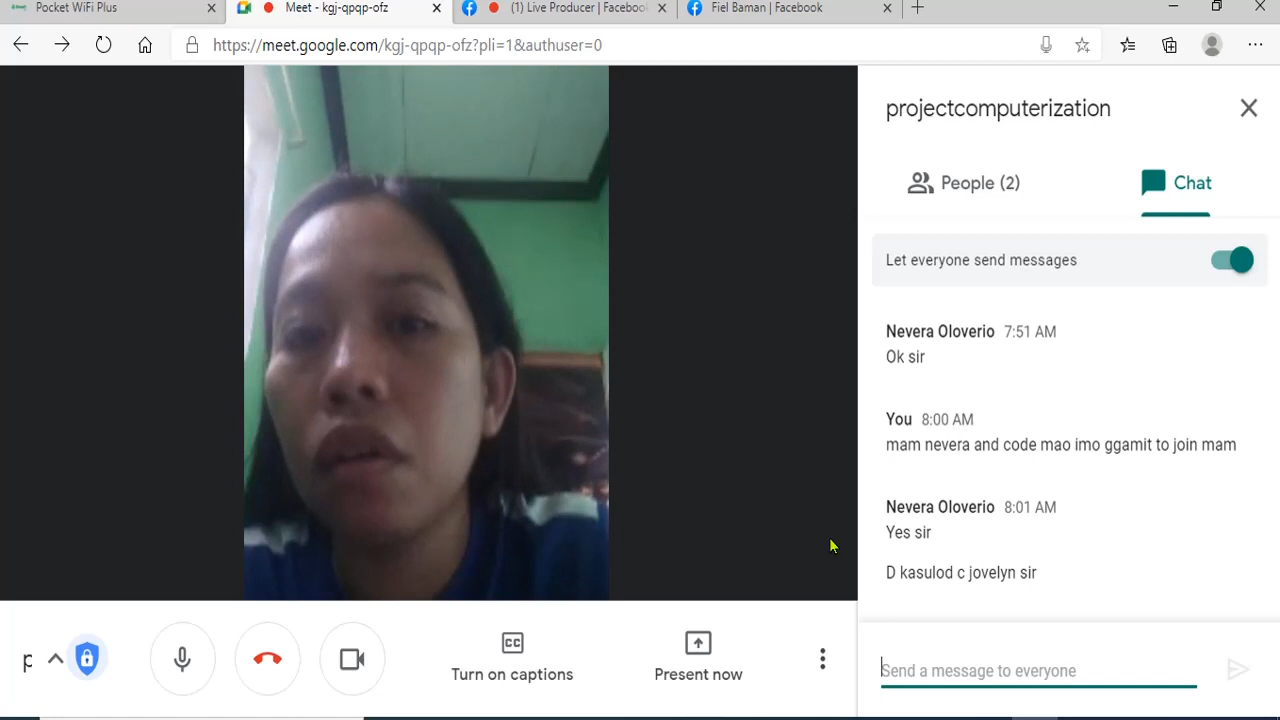 Pocket WiFi Plus
Meet - kgj-qpqp-ofz
(1) Live Producer | Facebook
Fiel Baman | Facebook
https://meet.google.com/kgj-qpqp-ofz?pli=1&authuser=0
projectcomputerization
People (2)
Chat
Let everyone send messages
Nevera Oloverio 7:51 AM
Ok sir
You 8:00 AM
mam nevera and code mao imo ggamit to join mam
Nevera Oloverio 8:01 AM
Yes sir
D kasulod c jovelyn sir
p
Turn on captions
Present now
Send a message to everyone